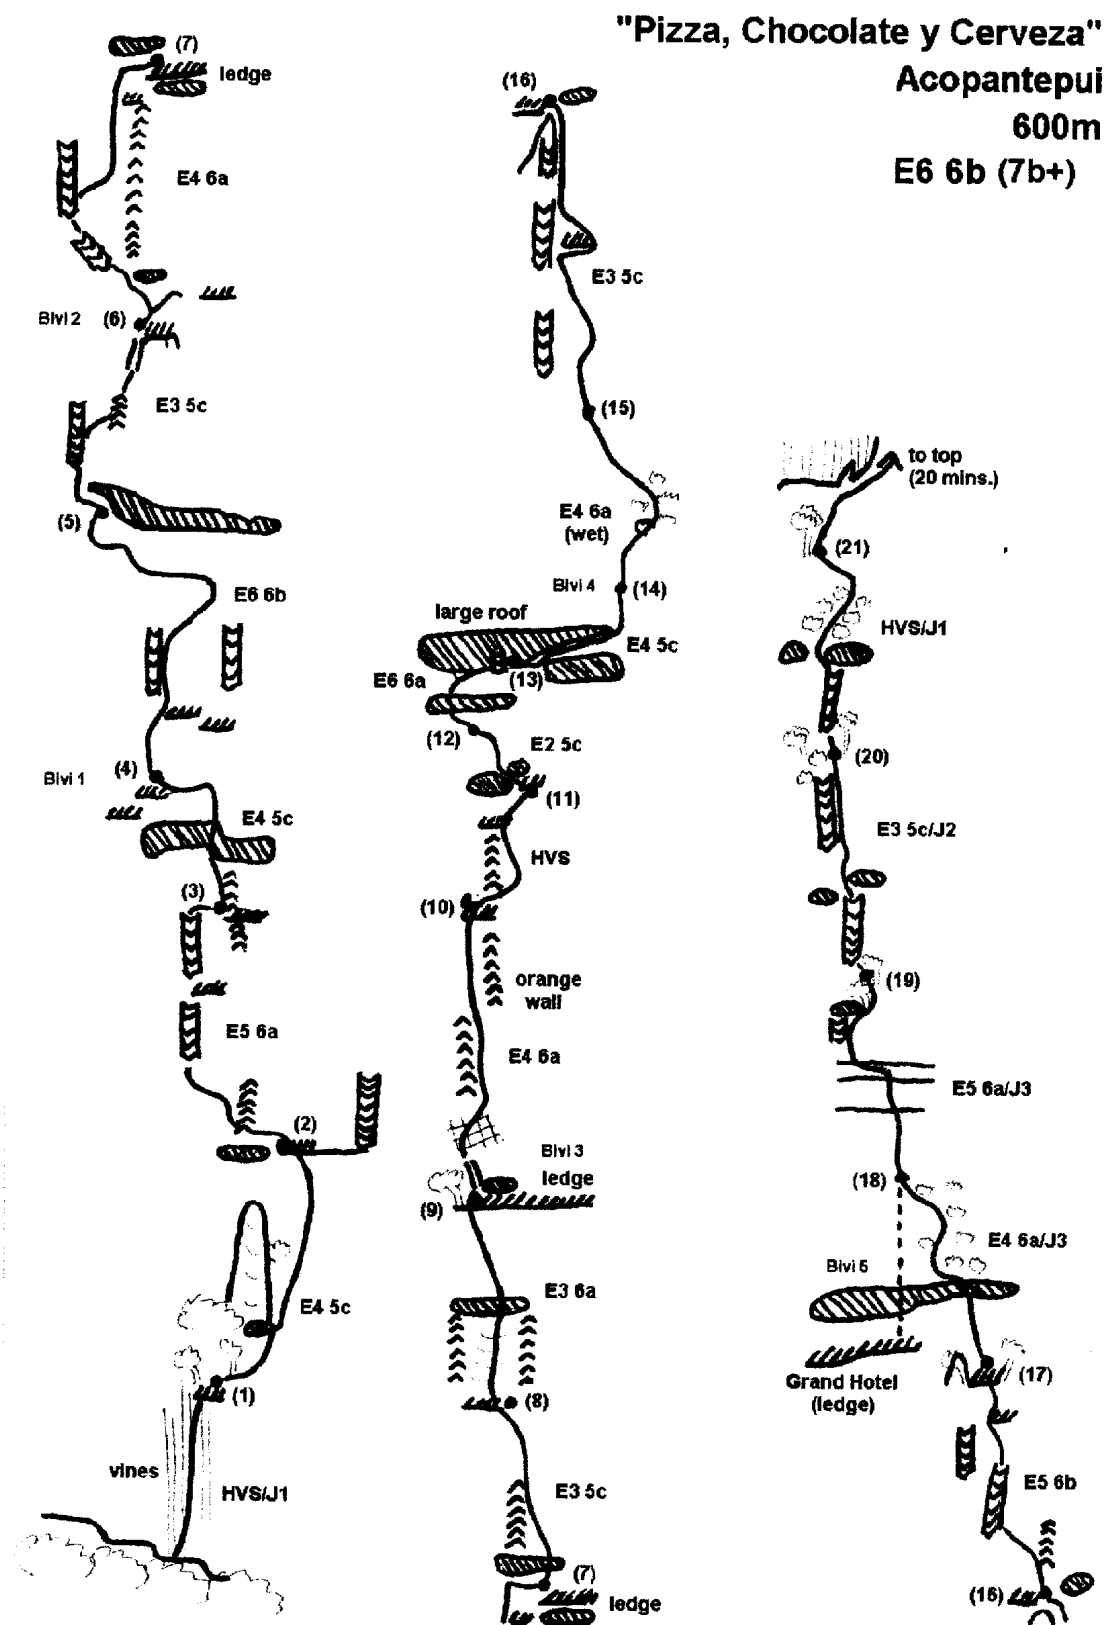 "Pizza, Chocolate y Cerveza"
Acopantepui
600m
E6 6b (7b+)
(7)
ledge
E4 6a
Bivi 2
(6)
E3 5c
(5)
E6 6b
Bivi 1
(4)
E4 5c
(3)
E5 6a
(2)
E4 5c
(1)
vines
HVS/J1
(16)
E3 5c
(15)
E4 6a
(wet)
Bivi 4
(14)
large roof
E4 5c
E6 6a
(13)
(12)
E2 5c
(11)
HVS
(10)
orange
wall
E4 6a
Bivi 3
ledge
(9)
E3 6a
(8)
E3 5c
(7)
ledge
to top
(20 mins.)
(21)
HVS/J1
(20)
E3 5c/J2
(19)
E5 6a/J3
(18)
E4 6a/J3
Bivi 5
Grand Hotel
(ledge)
(17)
E5 6b
(16)